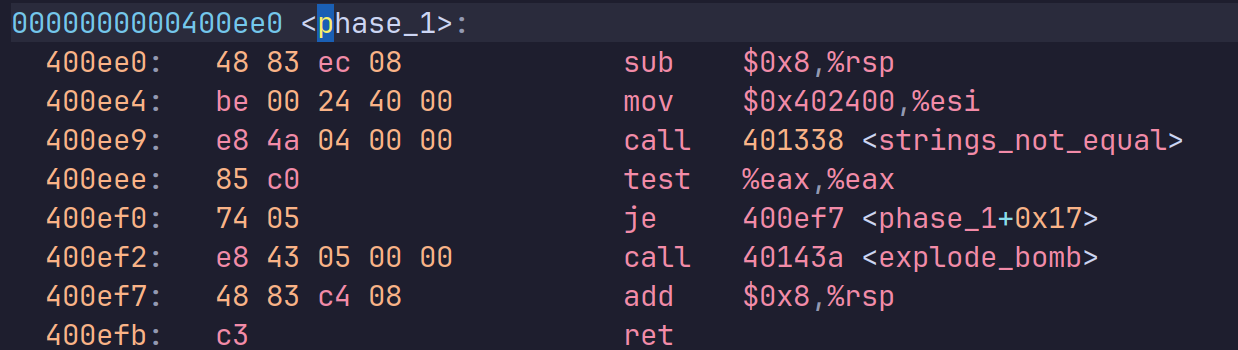 0000000000400ee0 <phase_1>:
400ee0: 48 83 ec 08 sub $0x8,%rsp
400ee4: be 00 24 40 00 mov $0x402400,%esi
400ee9: e8 4a 04 00 00 call 401338 <strings_not_equal>
400eee: 85 c0 test %eax,%eax
400ef0: 74 05 je 400ef7 <phase_1+0x17>
400ef2: e8 43 05 00 00 call 40143a <explode_bomb>
400ef7: 48 83 c4 08 add $0x8,%rsp
400efb: c3 ret